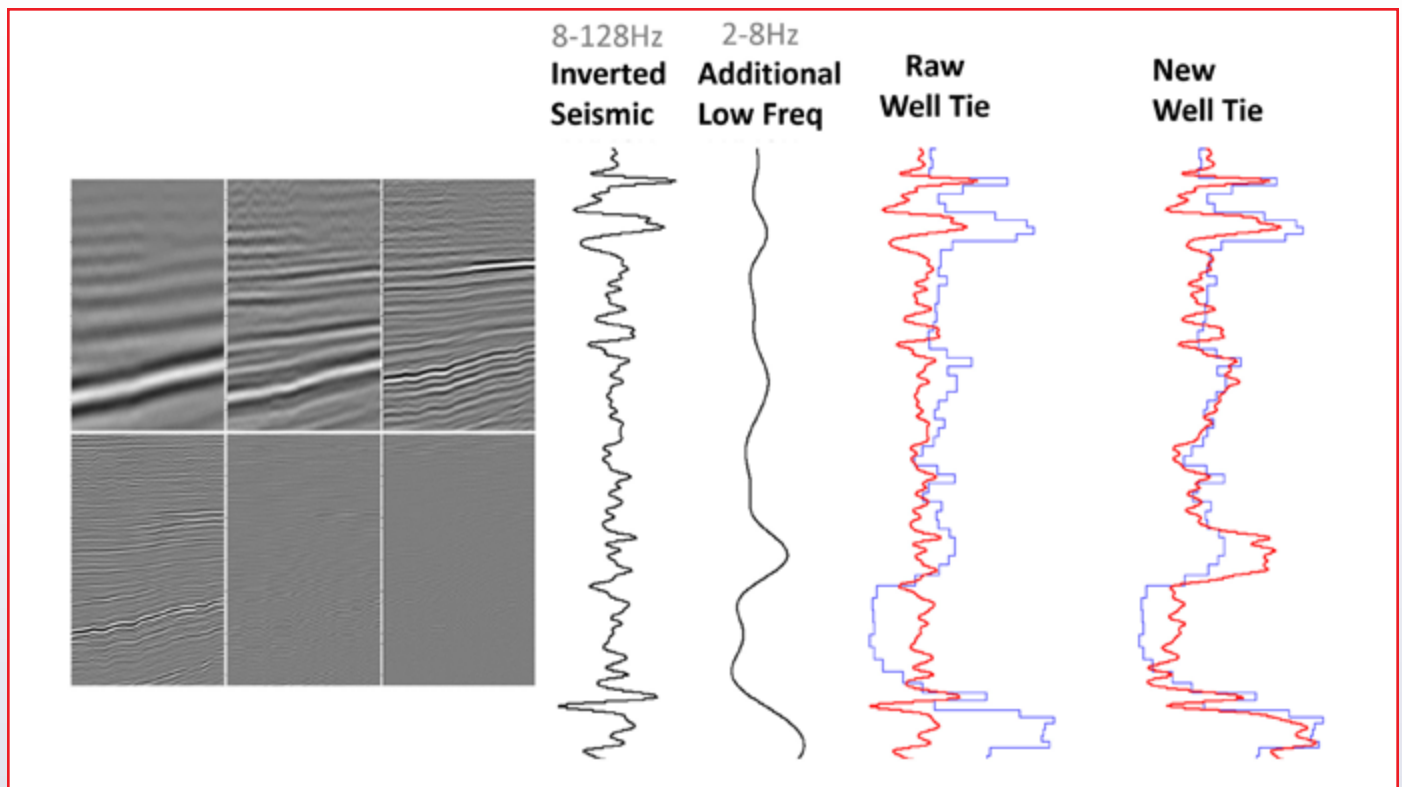 8-128Hz
Inverted
Seismic
2-8Hz
Additional
Low Freq
Raw
Well Tie
New
Well Tie